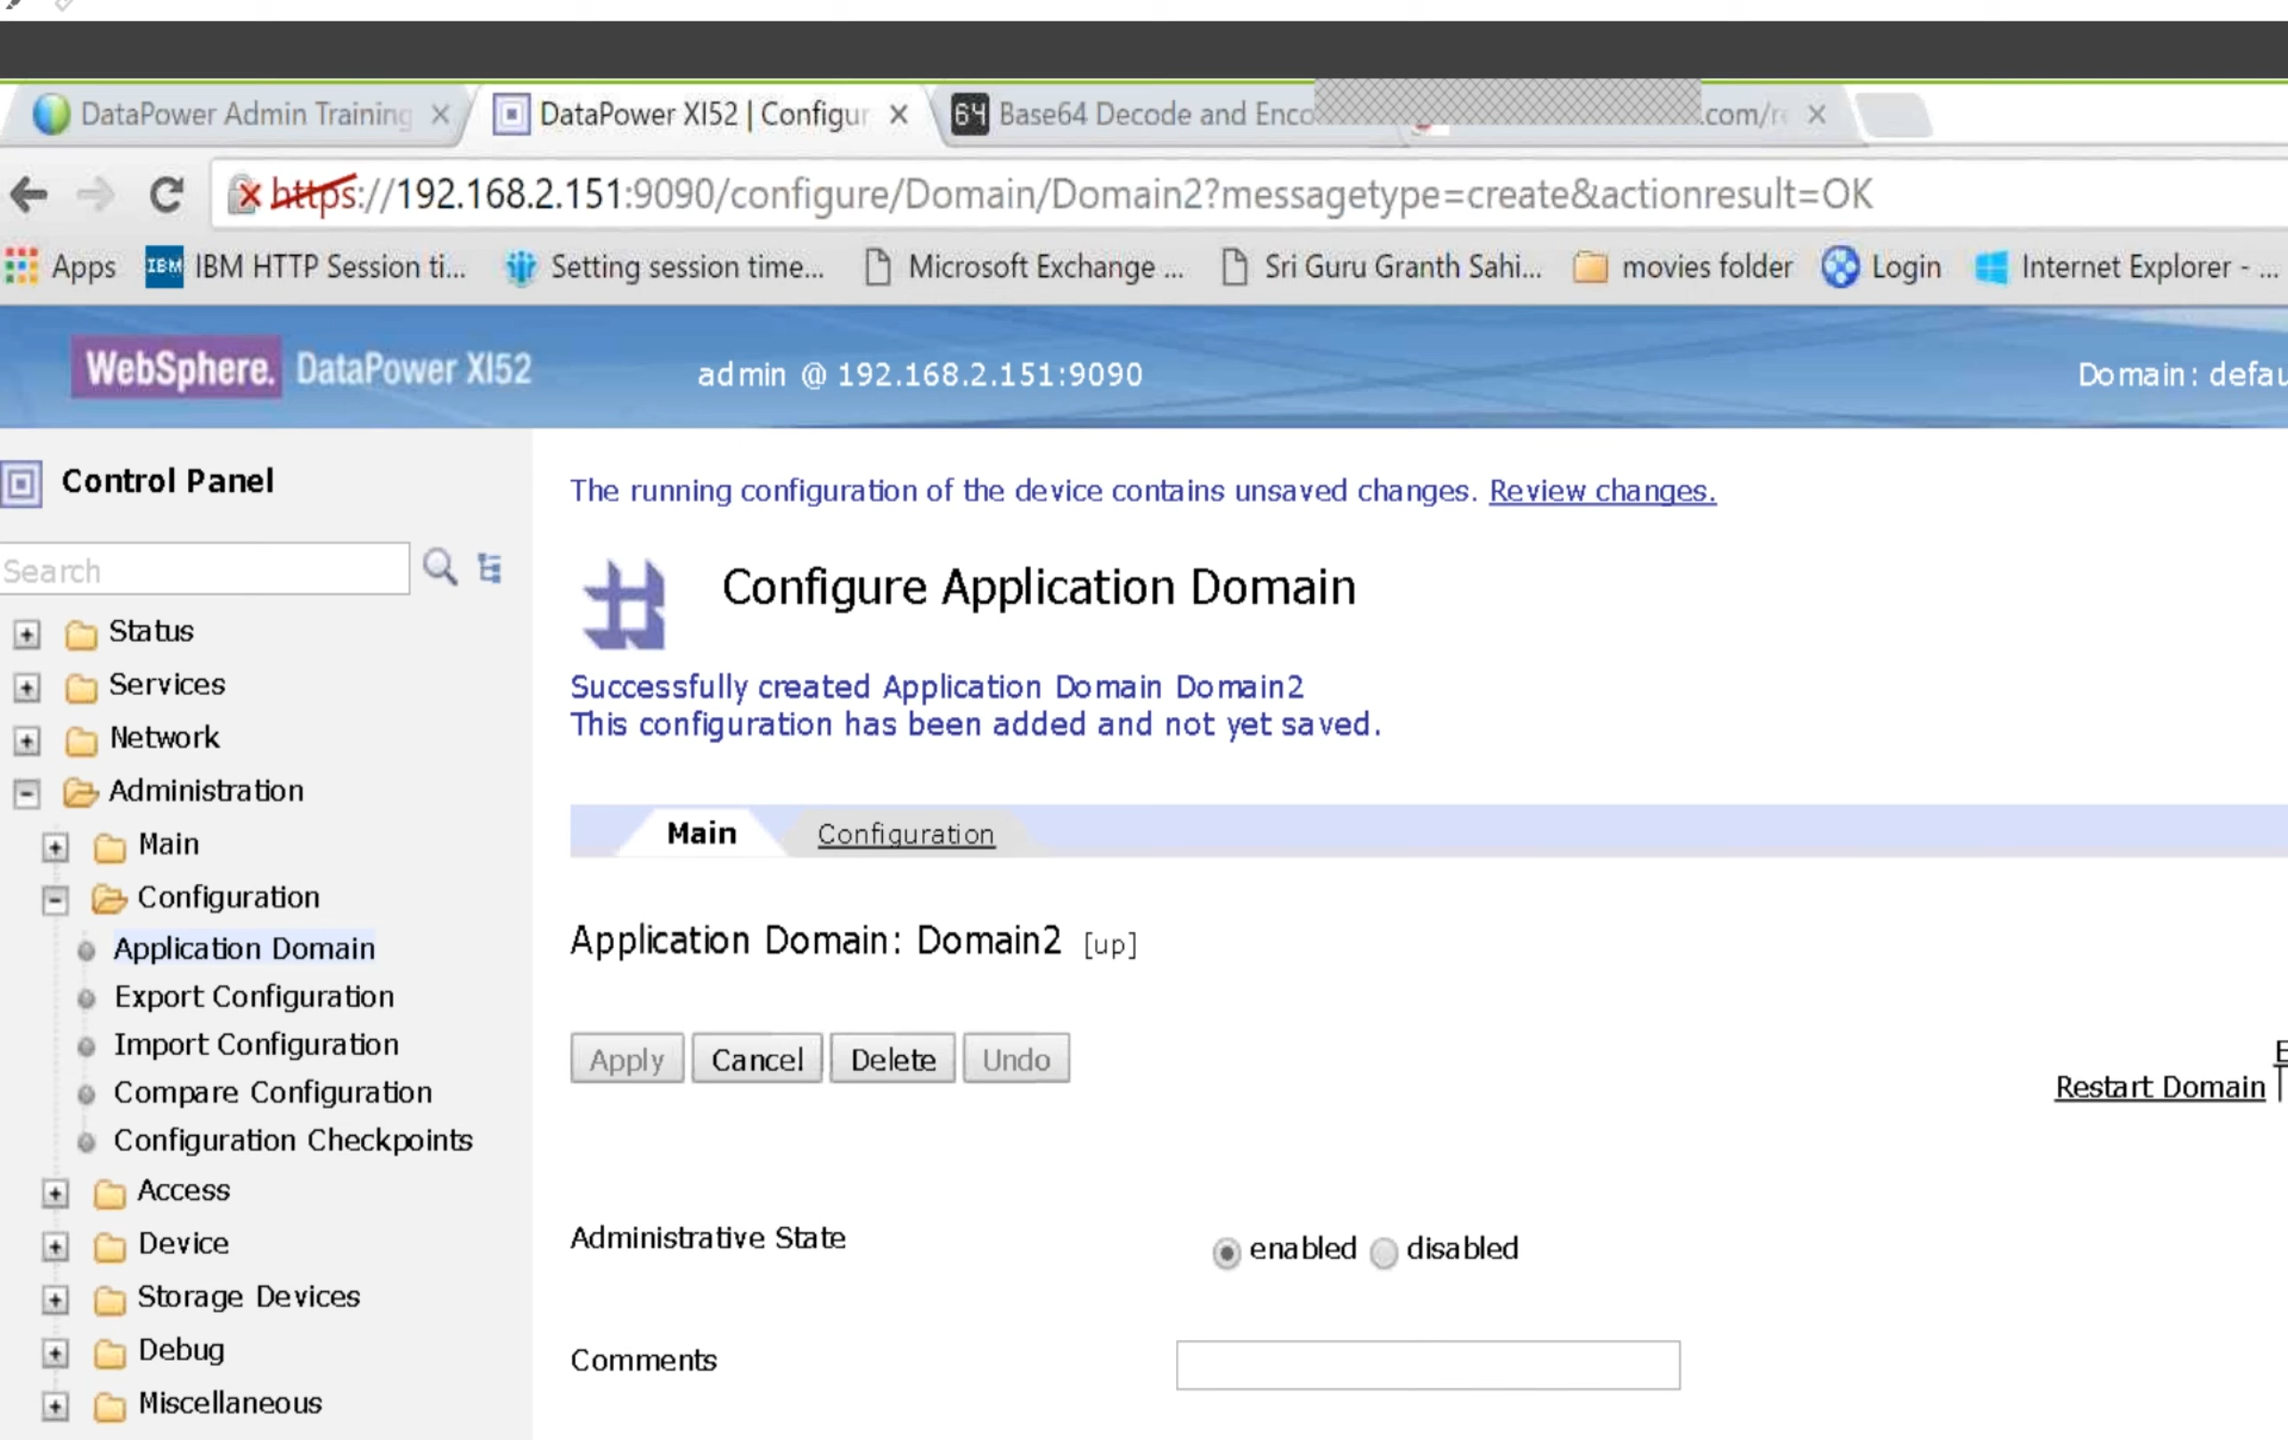 DataPower Admin Training
DataPower XI52 | Configur
64 Base64 Decode and Enco
.com/r
https://192.168.2.151:9090/configure/Domain/Domain2?messagetype=create&actionresult=OK
Apps IBM IBM HTTP Session ti... Setting session time... Microsoft Exchange ... Sri Guru Granth Sahi... movies folder Login Internet Explorer - ...
WebSphere. DataPower XI52 admin @ 192.168.2.151:9090 Domain: defau
Control Panel
Search
Status
Services
Network
Administration
Main
Configuration
Application Domain
Export Configuration
Import Configuration
Compare Configuration
Configuration Checkpoints
Access
Device
Storage Devices
Debug
Miscellaneous
The running configuration of the device contains unsaved changes. Review changes.
Configure Application Domain
Successfully created Application Domain Domain2
This configuration has been added and not yet saved.
Main Configuration
Application Domain: Domain2 [up]
Apply Cancel Delete Undo
Restart Domain
Administrative State enabled disabled
Comments